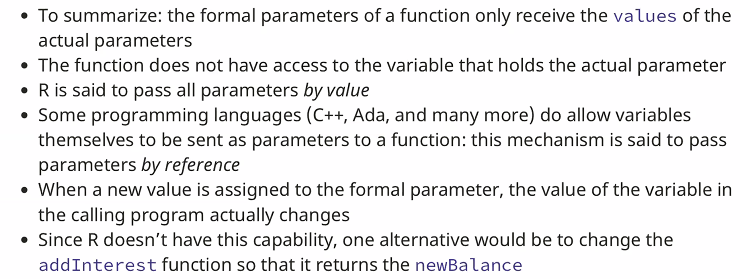 • To summarize: the formal parameters of a function only receive the values of the
actual parameters
• The function does not have access to the variable that holds the actual parameter
• R is said to pass all parameters by value
• Some programming languages (C++, Ada, and many more) do allow variables
themselves to be sent as parameters to a function: this mechanism is said to pass
parameters by reference
• When a new value is assigned to the formal parameter, the value of the variable in
the calling program actually changes
• Since R doesn’t have this capability, one alternative would be to change the
addInterest function so that it returns the newBalance